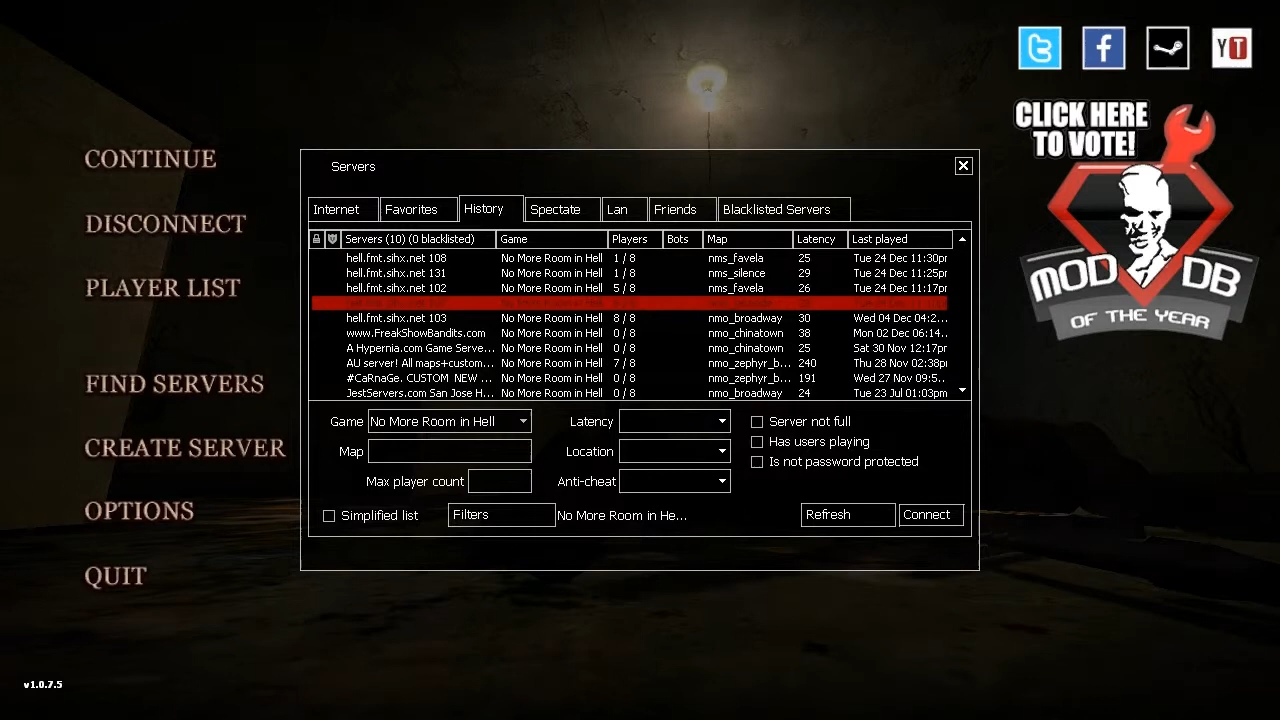 CONTINUE
DISCONNECT
PLAYER LIST
FIND SERVERS
CREATE SERVER
OPTIONS
QUIT
v1.0.7.5
Servers
Internet Favorites History Spectate Lan Friends Blacklisted Servers
Servers (10) (0 blacklisted) Game Players Bots Map Latency Last played
hell.fmt.sihx.net 108 No More Room in Hell 1 / 8 nms_favela 25 Tue 24 Dec 11:30pr
hell.fmt.sihx.net 131 No More Room in Hell 1 / 8 nms_silence 29 Tue 24 Dec 11:25pr
hell.fmt.sihx.net 102 No More Room in Hell 5 / 8 nms_favela 26 Tue 24 Dec 11:17pr
hell.fmt.sihx.net 103 No More Room in Hell 8 / 8 nmo_broadway 30 Wed 04 Dec 04:2...
www.FreakShowBandits.com No More Room in Hell 0 / 8 nmo_chinatown 38 Mon 02 Dec 06:14..
A Hypernia.com Game Serve... No More Room in Hell 0 / 8 nmo_chinatown 25 Sat 30 Nov 12:17pr
AU server! All maps+custom... No More Room in Hell 7 / 8 nmo_zephyr_b... 240 Thu 28 Nov 02:38pr
#CaRnaGe. CUSTOM NEW ... No More Room in Hell 0 / 8 nmo_zephyr_b... 191 Wed 27 Nov 09:5..
JestServers.com San Jose H... No More Room in Hell 0 / 8 nmo_broadway 24 Tue 23 Jul 01:03pm
Game No More Room in Hell Latency Server not full
Has users playing
Map Location
Is not password protected
Max player count Anti-cheat
Simplified list Filters No More Room in He... Refresh Connect
CLICK HERE
TO VOTE!
MOD DB
OF THE YEAR